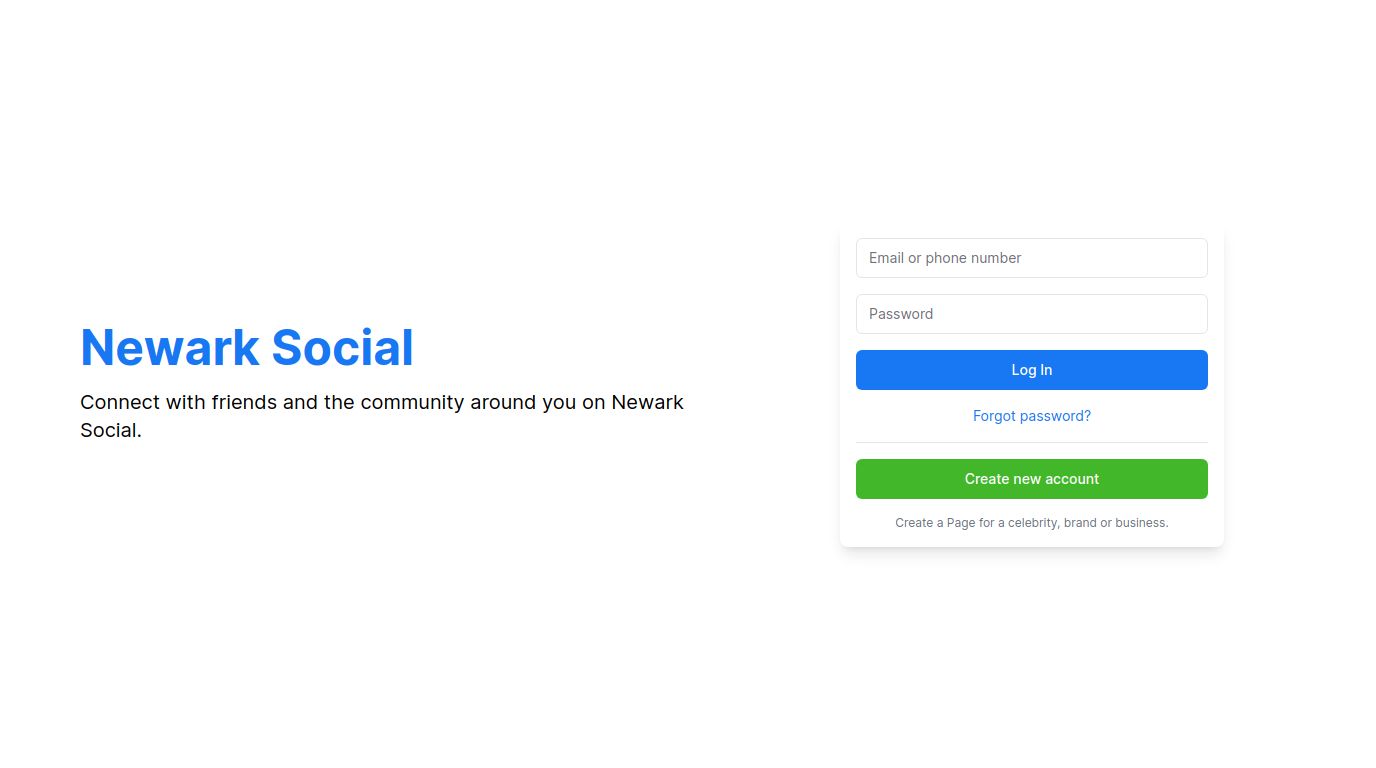 Newark Social
Connect with friends and the community around you on Newark
Social.
Email or phone number
Password
Log In
Forgot password?
Create new account
Create a Page for a celebrity, brand or business.